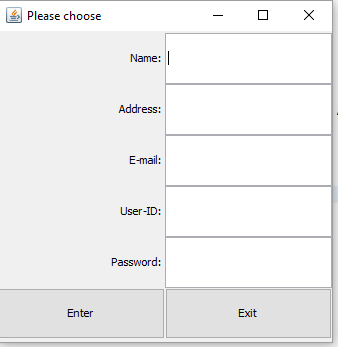 Please choose
Name:
Address:
E-mail:
User-ID:
Password:
Enter Exit